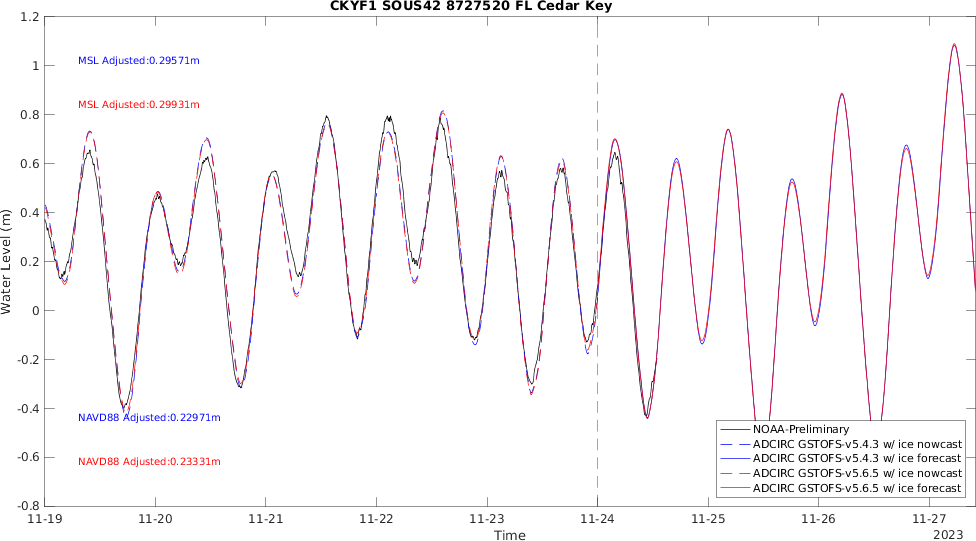 CKYF1 SOUS42 8727520 FL Cedar Key
1.2
1
0.8
0.6
0.4
0.2
0
-0.2
-0.4
-0.6
-0.8
Water Level (m)
MSL Adjusted:0.29571m
MSL Adjusted:0.29931m
NAVD88 Adjusted:0.22971m
NAVD88 Adjusted:0.23331m
NOAA-Preliminary
ADCIRC GSTOFS-v5.4.3 w/ ice nowcast
ADCIRC GSTOFS-v5.4.3 w/ ice forecast
ADCIRC GSTOFS-v5.6.5 w/ ice nowcast
ADCIRC GSTOFS-v5.6.5 w/ ice forecast
11-19 11-20 11-21 11-22 11-23 11-24 11-25 11-26 11-27
Time
2023